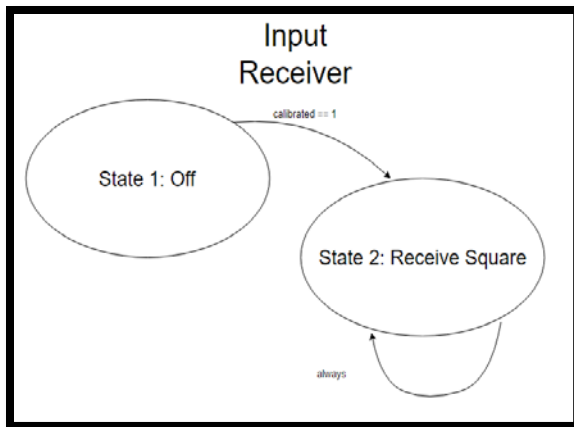 Input
Receiver
calibrated == 1
State 1: Off
State 2: Receive Square
always